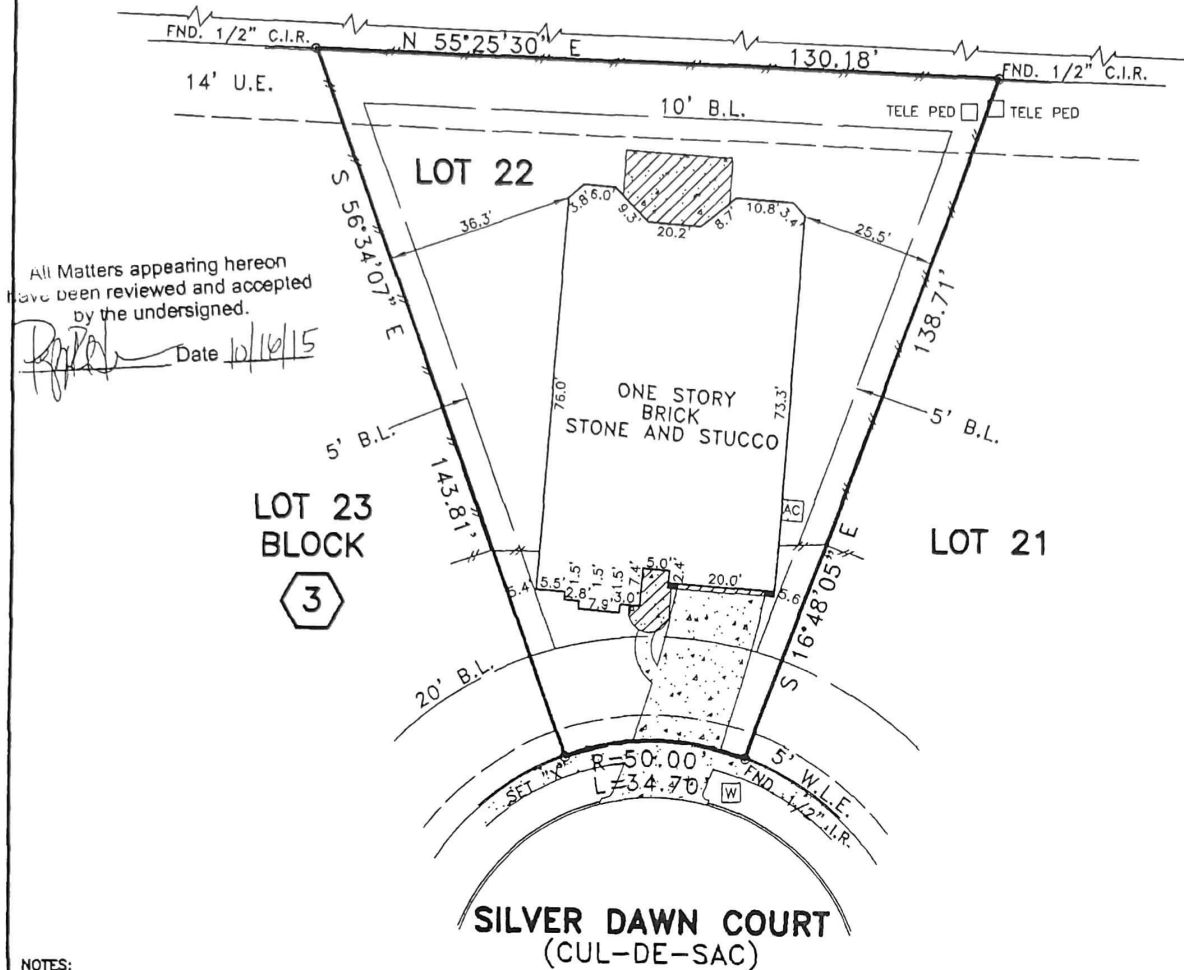 FND. 1/2" C.I.R.
N 55°25'30" E
130.18'
FND. 1/2" C.I.R.
14' U.E.
10' B.L.
TELE PED
TELE PED
LOT 22
S 56°34'07" E
143.81'
36.3'
3.8'
6.0'
9.3'
20.2'
8.7'
10.8'
3.4'
25.5'
138.71'
S 16°48'05" E
All Matters appearing hereon
have been reviewed and accepted
by the undersigned.
Date 10/16/15
76.0'
ONE STORY
BRICK
STONE AND STUCCO
73.3'
5' B.L.
5' B.L.
AC
LOT 23
BLOCK
3
LOT 21
5.4'
5.5'
1.5'
2.8'
1.5'
7.9'
1.5'
3.0'
7.4'
5.0'
2.4'
20.0'
5.6'
20' B.L.
SET "X"
R=50.00'
L=34.70'
W
5' W.L.E.
FND. 1/2" I.R.
SILVER DAWN COURT
(CUL-DE-SAC)
NOTES: